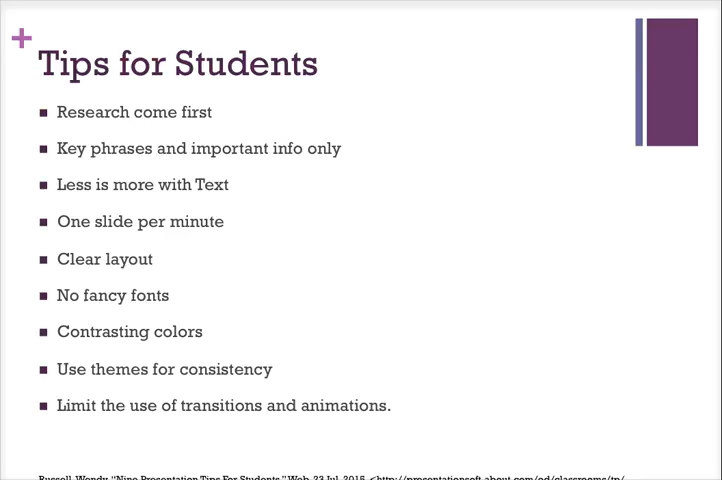 +
Tips for Students
■ Research come first
■ Key phrases and important info only
■ Less is more with Text
■ One slide per minute
■ Clear layout
■ No fancy fonts
■ Contrasting colors
■ Use themes for consistency
■ Limit the use of transitions and animations.
Russell, Wendy. "Nine Presentation Tips For Students." Web. 23 Jul. 2015. <http://presentationsoft.about.com/od/classrooms/tp/